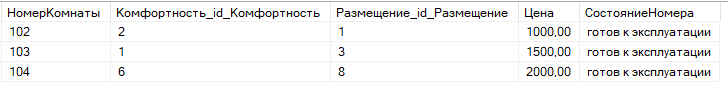 НомерКомнаты Комфортность_id_Комфортность Размещение_id_Размещение Цена СостояниеНомера
102 2 1 1000,00 готов к эксплуатации
103 1 3 1500,00 готов к эксплуатации
104 6 8 2000,00 готов к эксплуатации